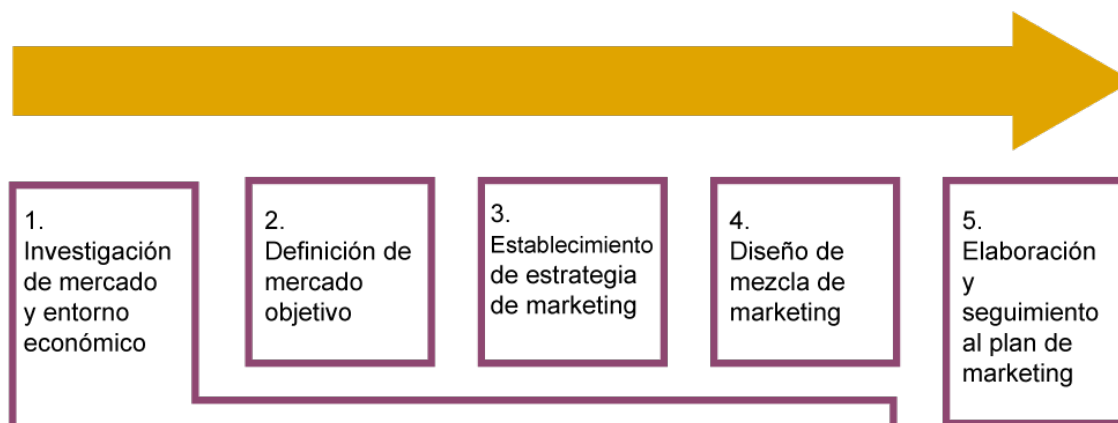 1.
Investigación
de mercado
y entorno
económico
2.
Definición de
mercado
objetivo
3.
Establecimiento
de estrategia
de marketing
4.
Diseño de
mezcla de
marketing
5.
Elaboración
y
seguimiento
al plan de
marketing